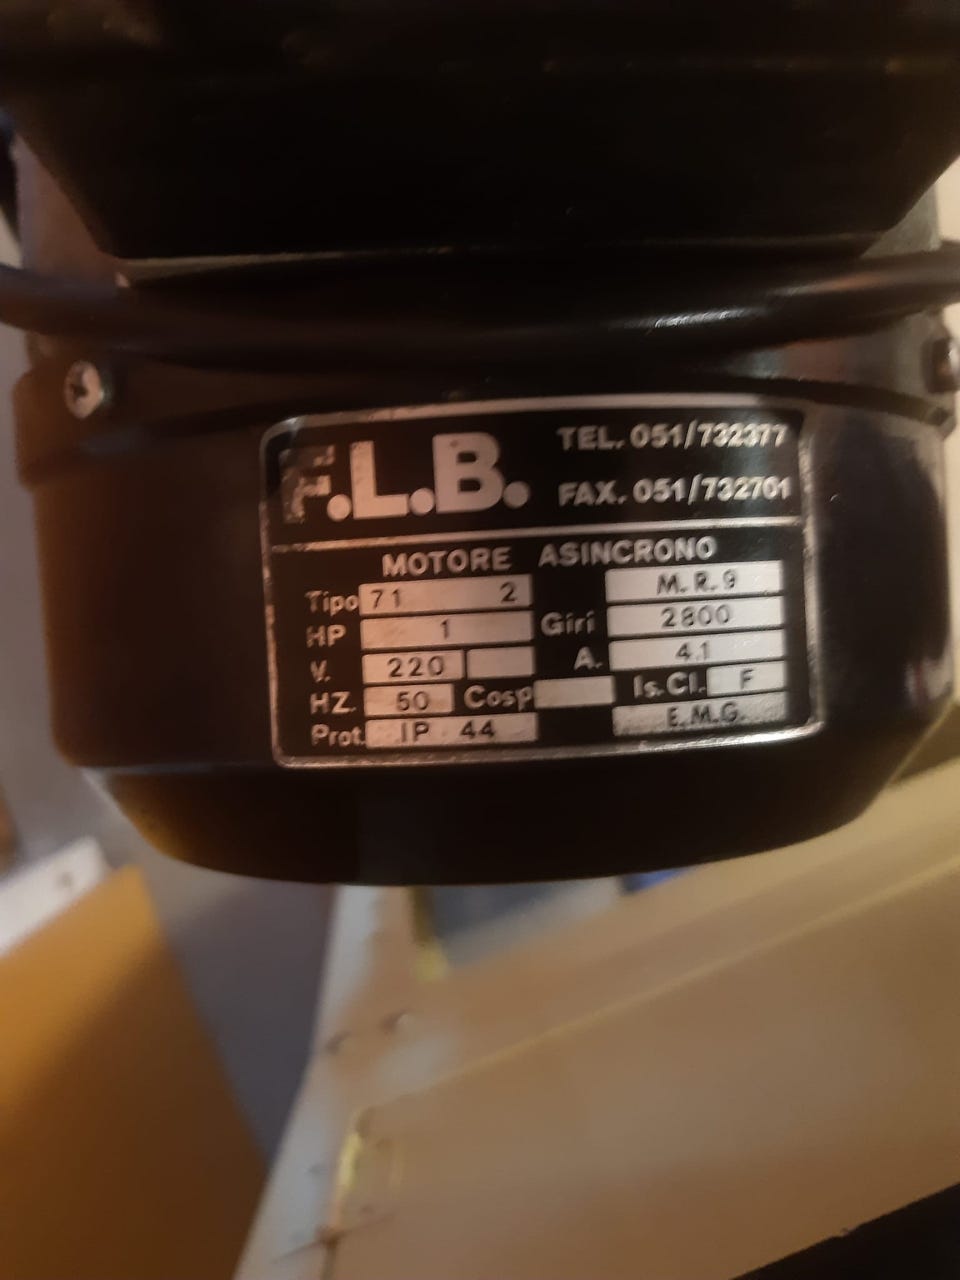 F.L.B. TEL. 051/732377
FAX. 051/732701
MOTORE ASINCRONO
Tipo 71 2 M.R.9
HP 1 Giri 2800
V. 220 A. 4.1
HZ. 50 Cosp Is.Cl. F
Prot. IP 44 E.M.G.